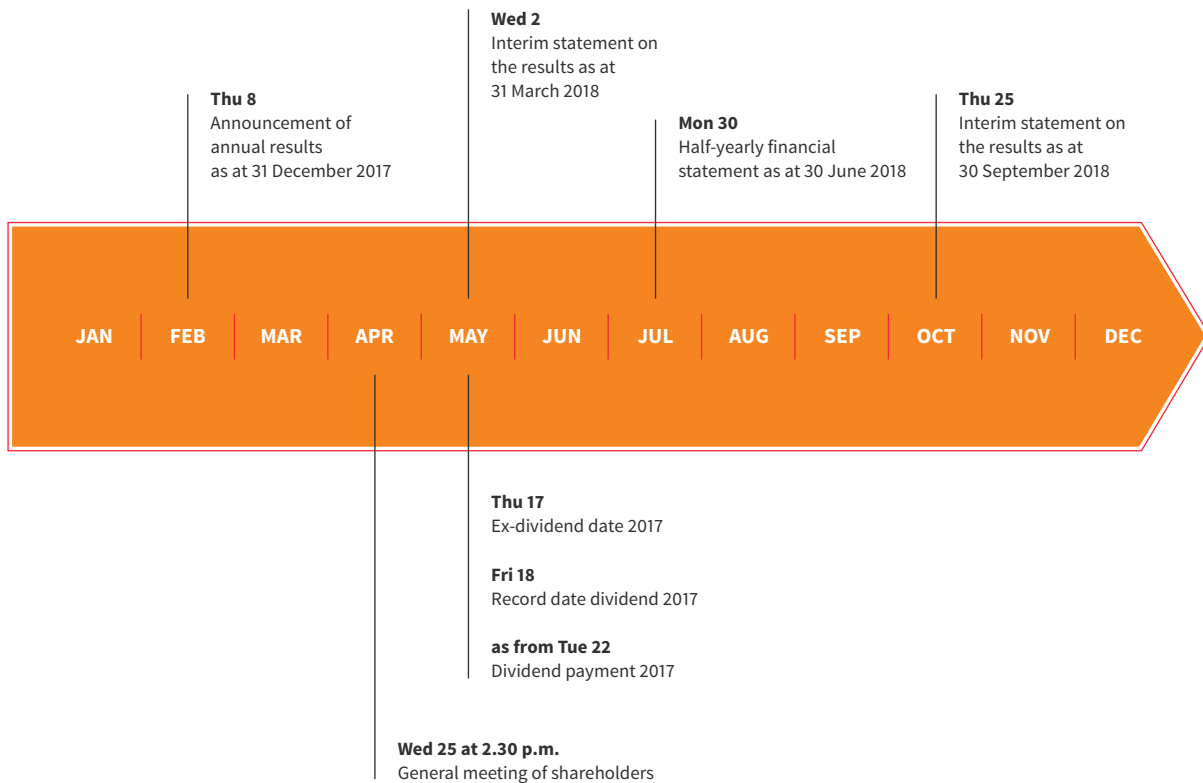 Wed 2
Interim statement on
the results as at
31 March 2018
Thu 8
Announcement of
annual results
as at 31 December 2017
Mon 30
Half-yearly financial
statement as at 30 June 2018
Thu 25
Interim statement on
the results as at
30 September 2018
JAN FEB MAR APR MAY JUN JUL AUG SEP OCT NOV DEC
Thu 17
Ex-dividend date 2017
Fri 18
Record date dividend 2017
as from Tue 22
Dividend payment 2017
Wed 25 at 2.30 p.m.
General meeting of shareholders